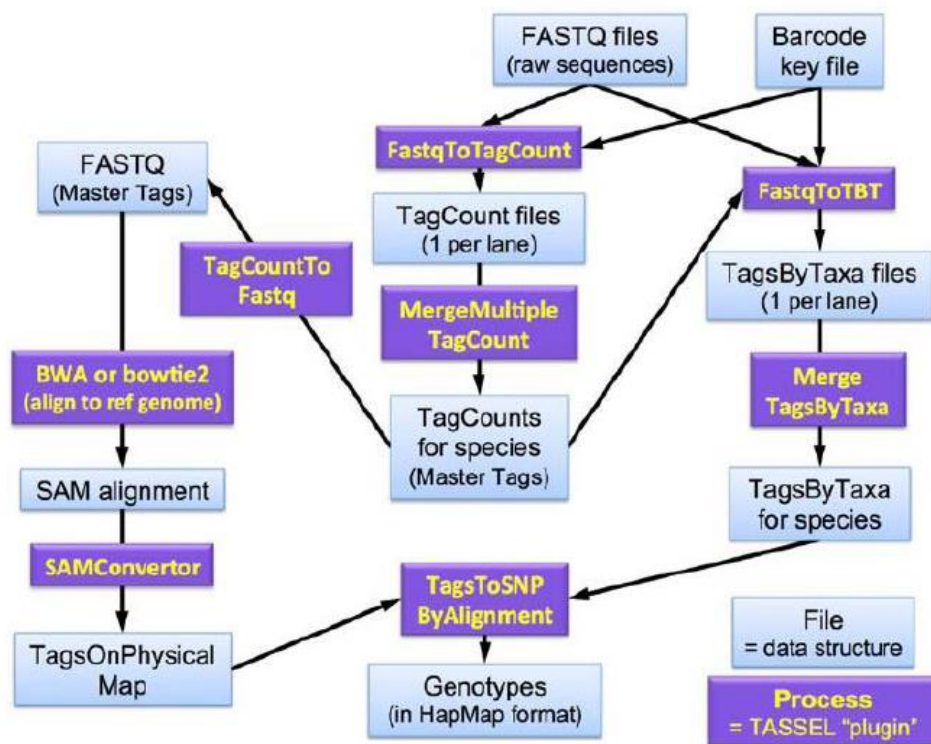 FASTQ files
(raw sequences)
Barcode
key file
FastqToTagCount
FASTQ
(Master Tags)
FastqToTBT
TagCount files
(1 per lane)
TagCountTo
Fastq
TagsByTaxa files
(1 per lane)
MergeMultiple
TagCount
BWA or bowtie2
(align to ref genome)
Merge
TagsByTaxa
TagCounts
for species
(Master Tags)
SAM alignment
TagsByTaxa
for species
SAMConvertor
TagsToSNP
ByAlignment
File
= data structure
TagsOnPhysical
Map
Genotypes
(in HapMap format)
Process
= TASSEL "plugin"